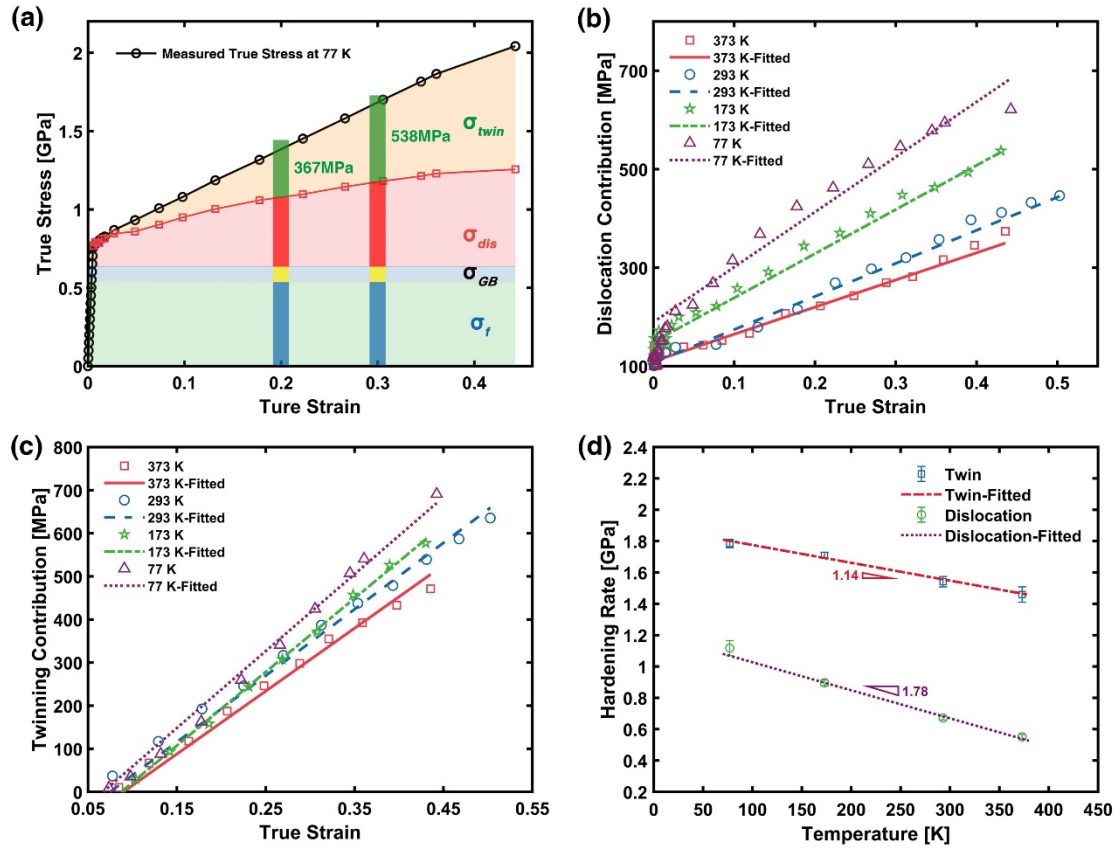 (a)
2
1.5
1
0.5
0
True Stress [GPa]
Measured True Stress at 77 K
367MPa
538MPa
σtwin
σdis
σGB
σf
0 0.1 0.2 0.3 0.4
Ture Strain
(b)
700
500
300
100
Dislocation Contribution [MPa]
373 K
373 K-Fitted
293 K
293 K-Fitted
173 K
173 K-Fitted
77 K
77 K-Fitted
0 0.1 0.2 0.3 0.4 0.5
True Strain
(c)
800
700
600
500
400
300
200
100
0
Twinning Contribution [MPa]
373 K
373 K-Fitted
293 K
293 K-Fitted
173 K
173 K-Fitted
77 K
77 K-Fitted
0.05 0.15 0.25 0.35 0.45 0.55
True Strain
(d)
2.4
2.2
2
1.8
1.6
1.4
1.2
1
0.8
0.6
0.4
0.2
Hardening Rate [GPa]
Twin
Twin-Fitted
Dislocation
Dislocation-Fitted
1.14
1.78
0 50 100 150 200 250 300 350 400 450
Temperature [K]